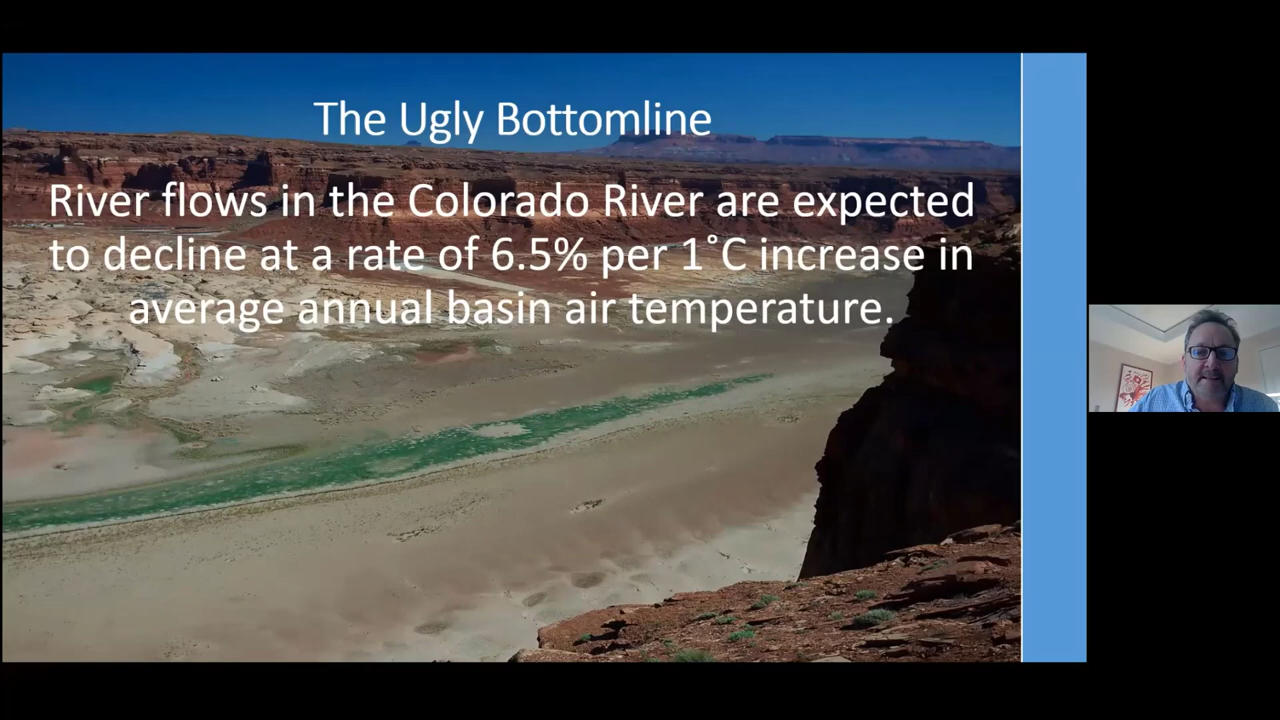 The Ugly Bottomline
River flows in the Colorado River are expected
to decline at a rate of 6.5% per 1˚C increase in
average annual basin air temperature.